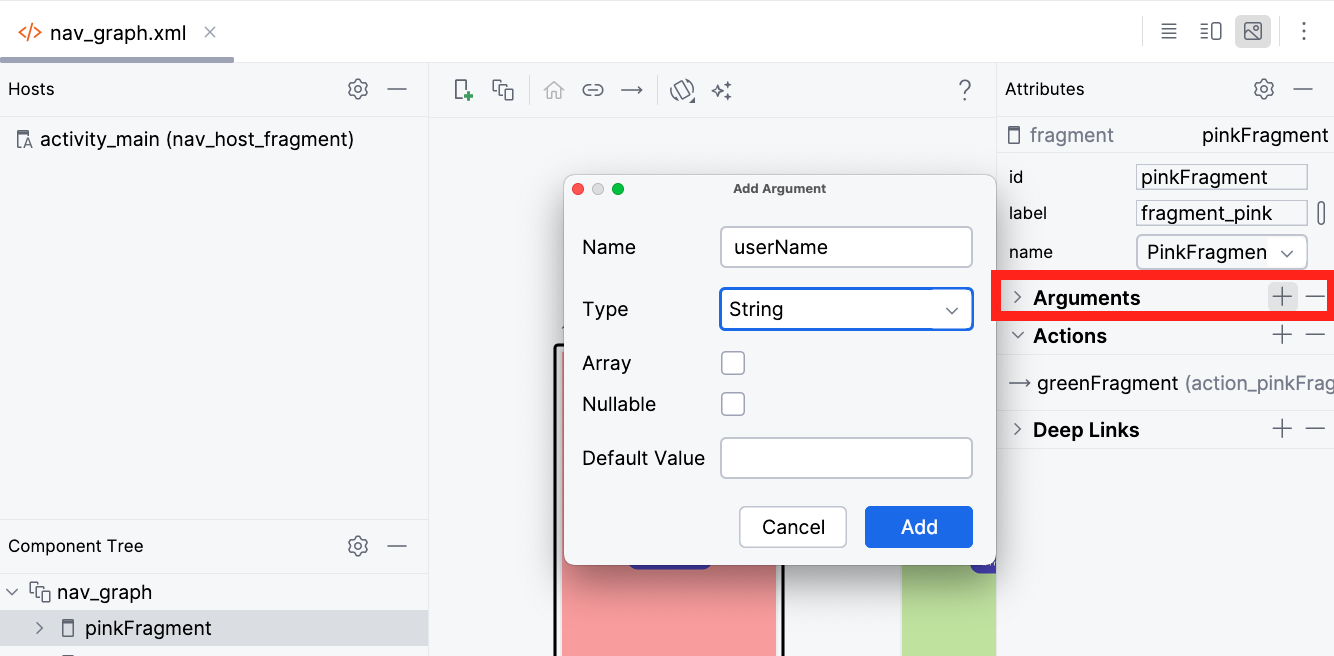 nav_graph.xml
Hosts
activity_main (nav_host_fragment)
Component Tree
nav_graph
pinkFragment
?
Add Argument
Name userName
Type String
Array
Nullable
Default Value
Cancel Add
Attributes
fragment pinkFragment
id pinkFragment
label fragment_pink
name PinkFragmen
Arguments
Actions
greenFragment (action_pinkFrag
Deep Links